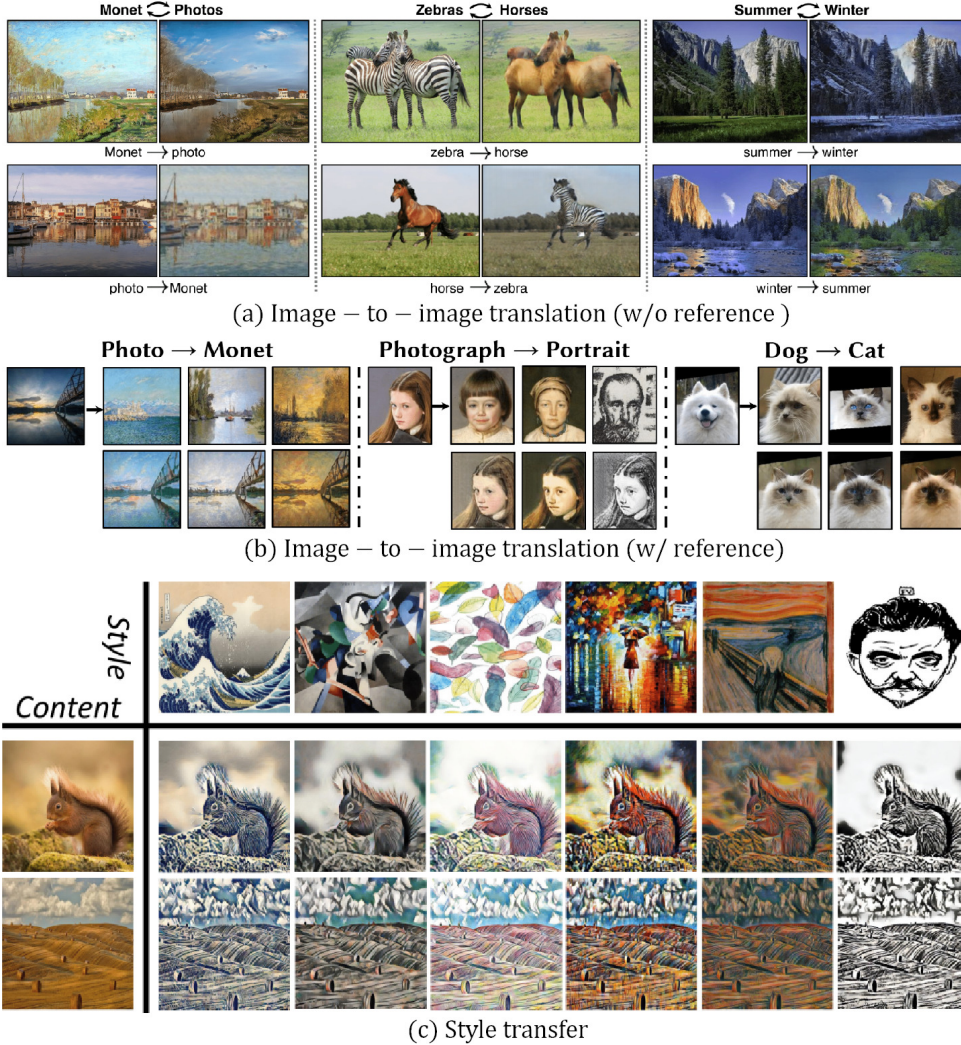 Monet Photos
Zebras Horses
Summer Winter
Monet → photo
zebra → horse
summer → winter
photo → Monet
horse → zebra
winter → summer
(a) Image − to − image translation (w/o reference )
Photo → Monet
Photograph → Portrait
Dog → Cat
(b) Image − to − image translation (w/ reference)
Style
Content
(c) Style transfer